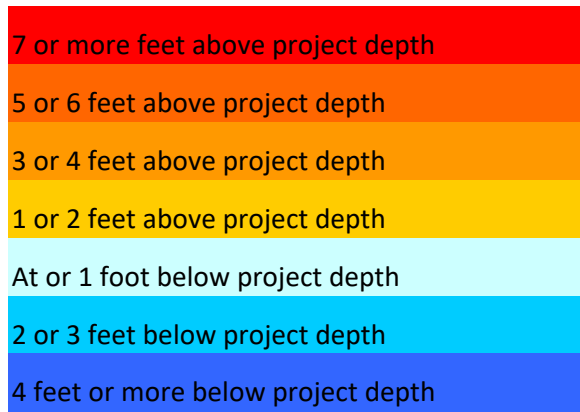 7 or more feet above project depth
5 or 6 feet above project depth
3 or 4 feet above project depth
1 or 2 feet above project depth
At or 1 foot below project depth
2 or 3 feet below project depth
4 feet or more below project depth